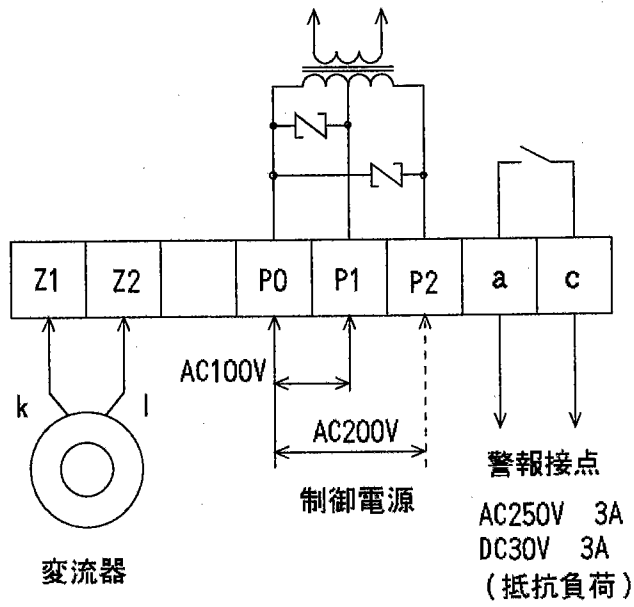 Z1 Z2 P0 P1 P2 a c
AC100V
k l
AC200V
制御電源
変流器
警報接点
AC250V 3A
DC30V 3A
(抵抗負荷)